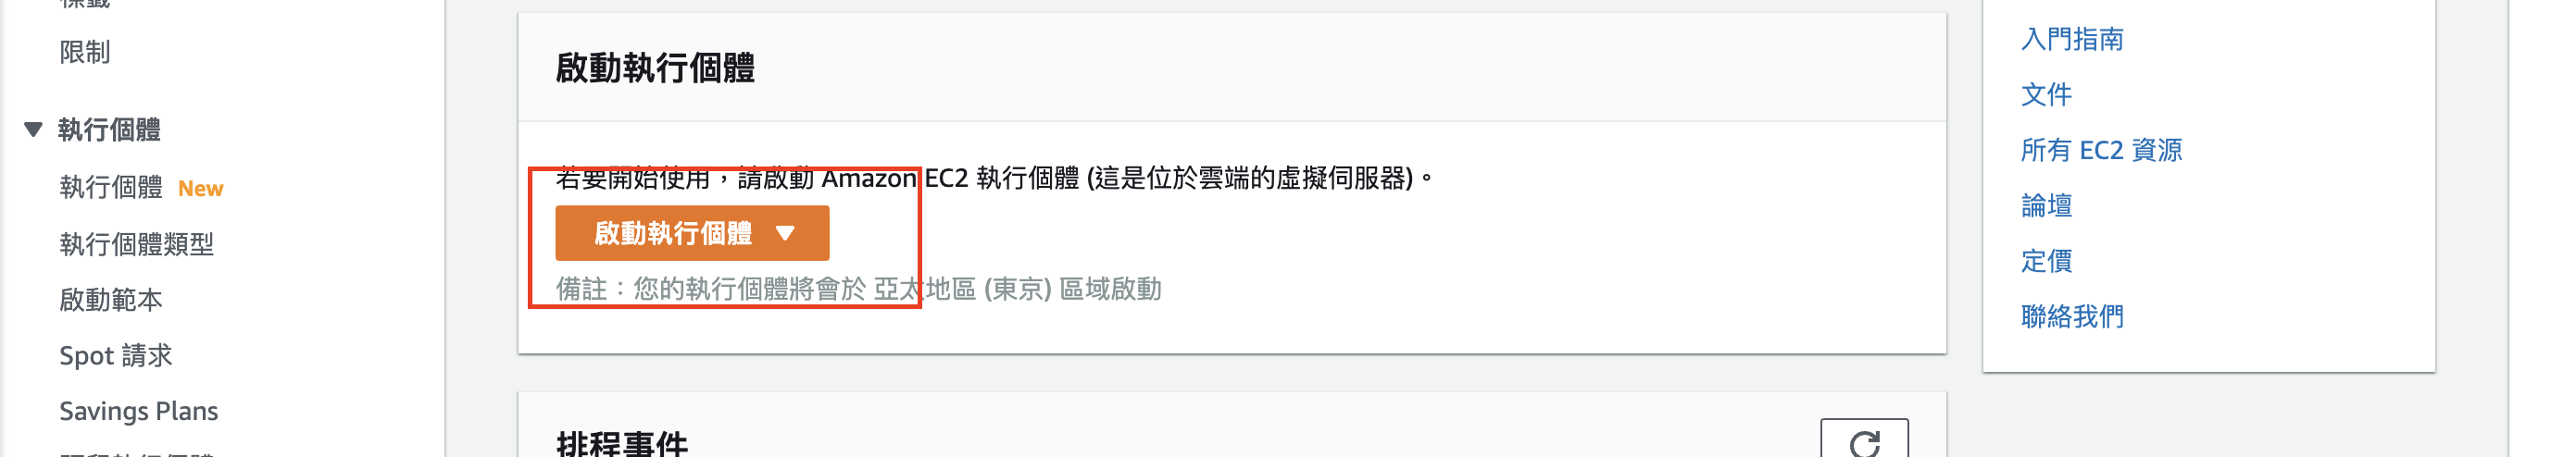 標籤
限制
執行個體
執行個體 New
執行個體類型
啟動範本
Spot 請求
Savings Plans
啟動執行個體
若要開始使用，請啟動 Amazon EC2 執行個體 (這是位於雲端的虛擬伺服器)。
啟動執行個體
備註：您的執行個體將會於 亞太地區 (東京) 區域啟動
排程事件
入門指南
文件
所有 EC2 資源
論壇
定價
聯絡我們